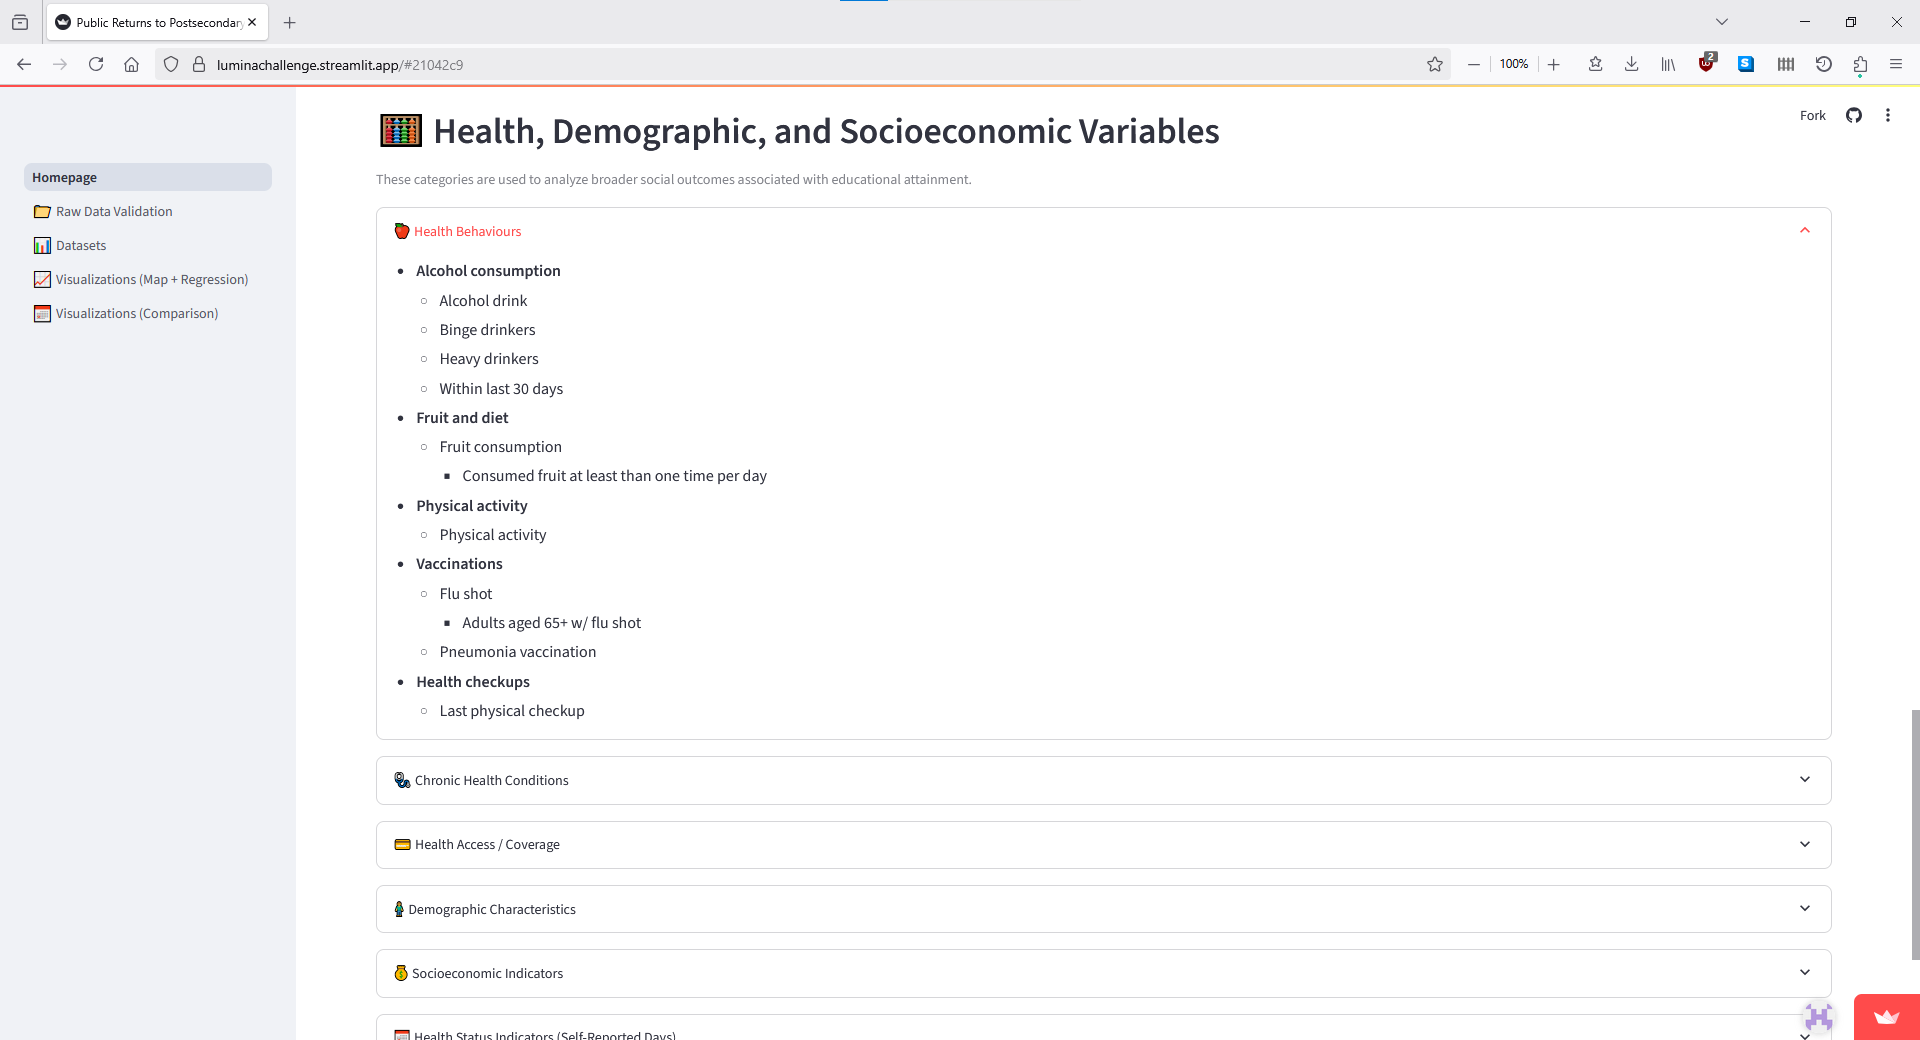 Public Returns to Postsecondar
luminachallenge.streamlit.app/#21042c9
100%
2
Fork
Homepage
Raw Data Validation
Datasets
Visualizations (Map + Regression)
Visualizations (Comparison)
Health, Demographic, and Socioeconomic Variables
These categories are used to analyze broader social outcomes associated with educational attainment.
Health Behaviours
Alcohol consumption
Alcohol drink
Binge drinkers
Heavy drinkers
Within last 30 days
Fruit and diet
Fruit consumption
Consumed fruit at least than one time per day
Physical activity
Physical activity
Vaccinations
Flu shot
Adults aged 65+ w/ flu shot
Pneumonia vaccination
Health checkups
Last physical checkup
Chronic Health Conditions
Health Access / Coverage
Demographic Characteristics
Socioeconomic Indicators
Health Status Indicators (Self-Reported Days)